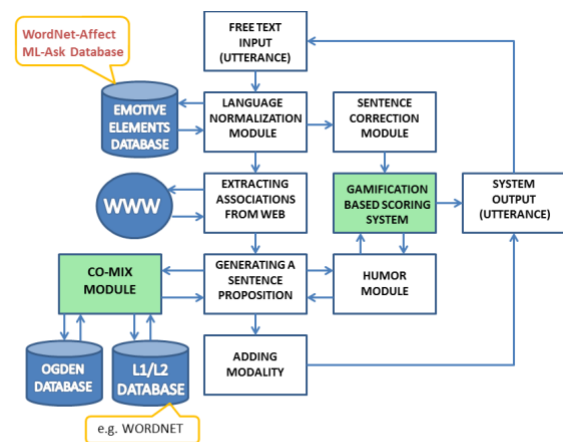 WordNet-Affect
ML-Ask Database
FREE TEXT
INPUT
(UTTERANCE)
EMOTIVE
ELEMENTS
DATABASE
LANGUAGE
NORMALIZATION
MODULE
SENTENCE
CORRECTION
MODULE
WWW
EXTRACTING
ASSOCIATIONS
FROM WEB
GAMIFICATION
BASED SCORING
SYSTEM
SYSTEM
OUTPUT
(UTTERANCE)
CO-MIX
MODULE
GENERATING A
SENTENCE
PROPOSITION
HUMOR
MODULE
OGDEN
DATABASE
L1/L2
DATABASE
ADDING
MODALITY
e.g. WORDNET